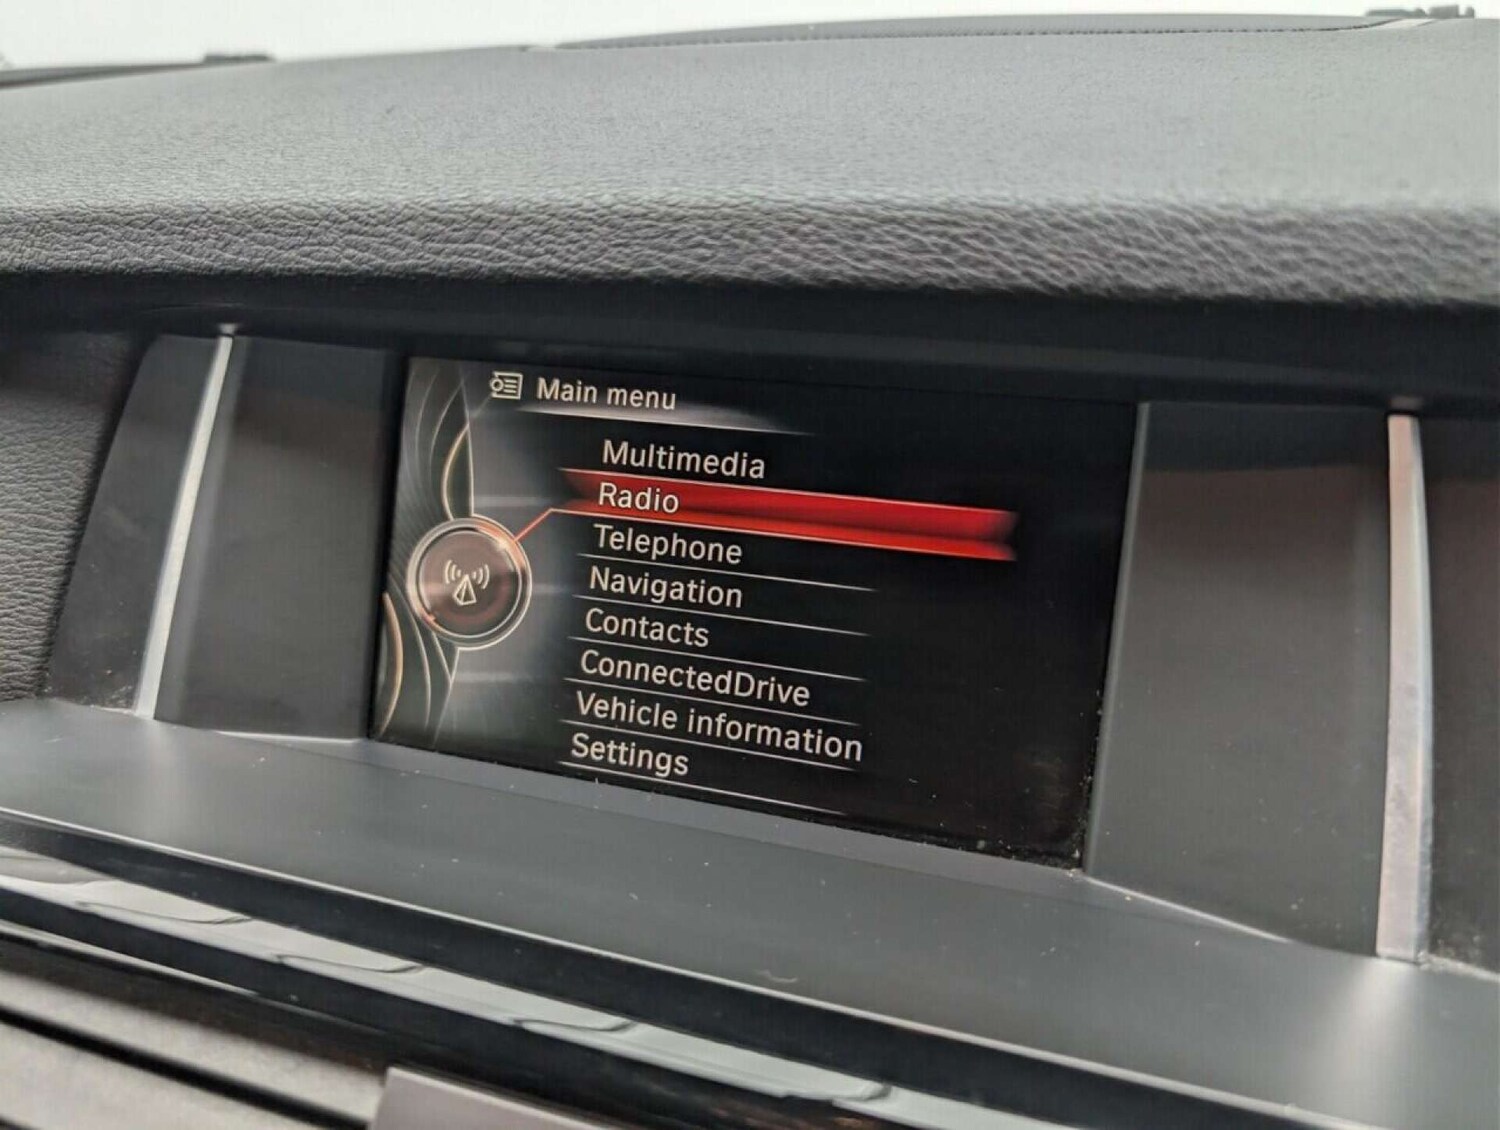 Main menu
Multimedia
Radio
Telephone
Navigation
Contacts
ConnectedDrive
Vehicle information
Settings